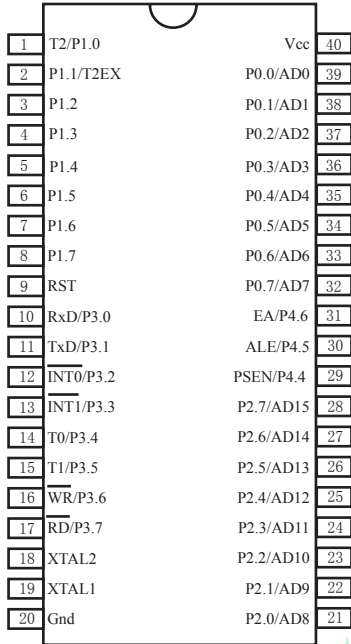 1 T2/P1.0 Vcc 40
2 P1.1/T2EX P0.0/AD0 39
3 P1.2 P0.1/AD1 38
4 P1.3 P0.2/AD2 37
5 P1.4 P0.3/AD3 36
6 P1.5 P0.4/AD4 35
7 P1.6 P0.5/AD5 34
8 P1.7 P0.6/AD6 33
9 RST P0.7/AD7 32
10 RxD/P3.0 EA/P4.6 31
11 TxD/P3.1 ALE/P4.5 30
12 INT0/P3.2 PSEN/P4.4 29
13 INT1/P3.3 P2.7/AD15 28
14 T0/P3.4 P2.6/AD14 27
15 T1/P3.5 P2.5/AD13 26
16 WR/P3.6 P2.4/AD12 25
17 RD/P3.7 P2.3/AD11 24
18 XTAL2 P2.2/AD10 23
19 XTAL1 P2.1/AD9 22
20 Gnd P2.0/AD8 21